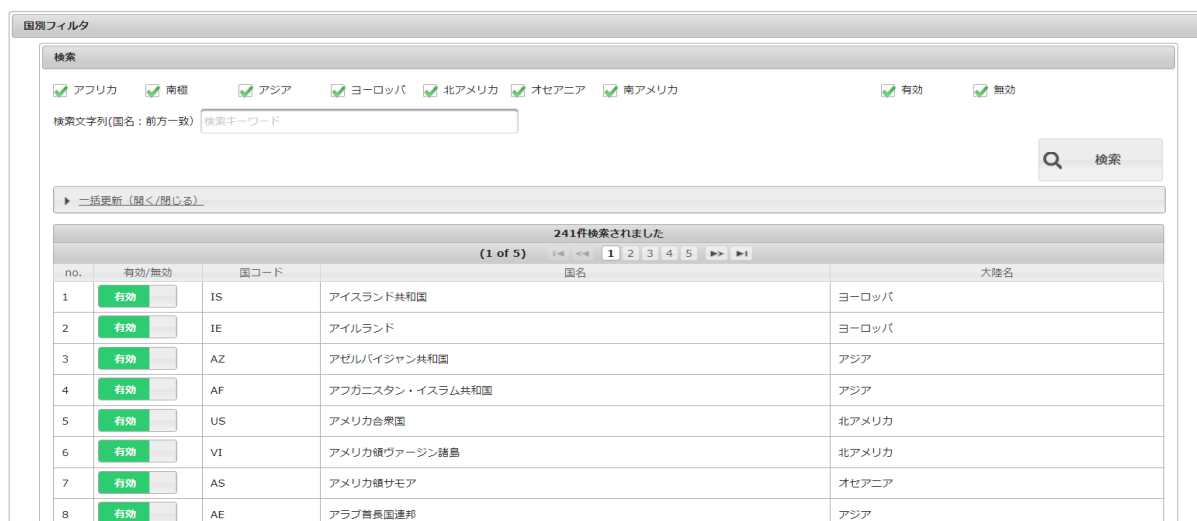 国別フィルタ
検索
アフリカ 南極 アジア ヨーロッパ 北アメリカ オセアニア 南アメリカ 有効 無効
検索文字列(国名：前方一致) 検索キーワード
検索
一括更新（開く/閉じる）
241件検索されました
(1 of 5) 1 2 3 4 5
no. 有効/無効 国コード 国名 大陸名
1 有効 IS アイスランド共和国 ヨーロッパ
2 有効 IE アイルランド ヨーロッパ
3 有効 AZ アゼルバイジャン共和国 アジア
4 有効 AF アフガニスタン・イスラム共和国 アジア
5 有効 US アメリカ合衆国 北アメリカ
6 有効 VI アメリカ領ヴァージン諸島 北アメリカ
7 有効 AS アメリカ領サモア オセアニア
8 有効 AE アラブ首長国連邦 アジア